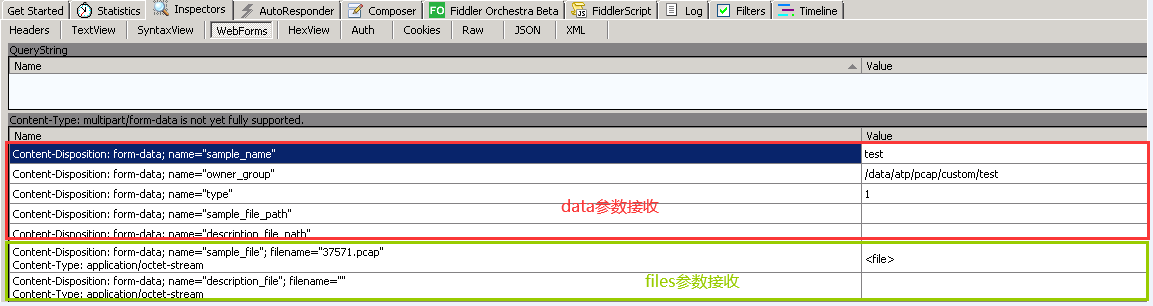 Get Started Statistics Inspectors AutoResponder Composer FO Fiddler Orchestra Beta FiddlerScript Log Filters Timeline
Headers TextView SyntaxView WebForms HexView Auth Cookies Raw JSON XML
QueryString
Name Value
Content-Type: multipart/form-data is not yet fully supported.
Name Value
Content-Disposition: form-data; name="sample_name" test
Content-Disposition: form-data; name="owner_group" /data/atp/pcap/custom/test
Content-Disposition: form-data; name="type" 1
Content-Disposition: form-data; name="sample_file_path"
data参数接收
Content-Disposition: form-data; name="description_file_path"
Content-Disposition: form-data; name="sample_file"; filename="37571.pcap"
Content-Type: application/octet-stream <file>
Content-Disposition: form-data; name="description_file"; filename=""
files参数接收
Content-Type: application/octet-stream